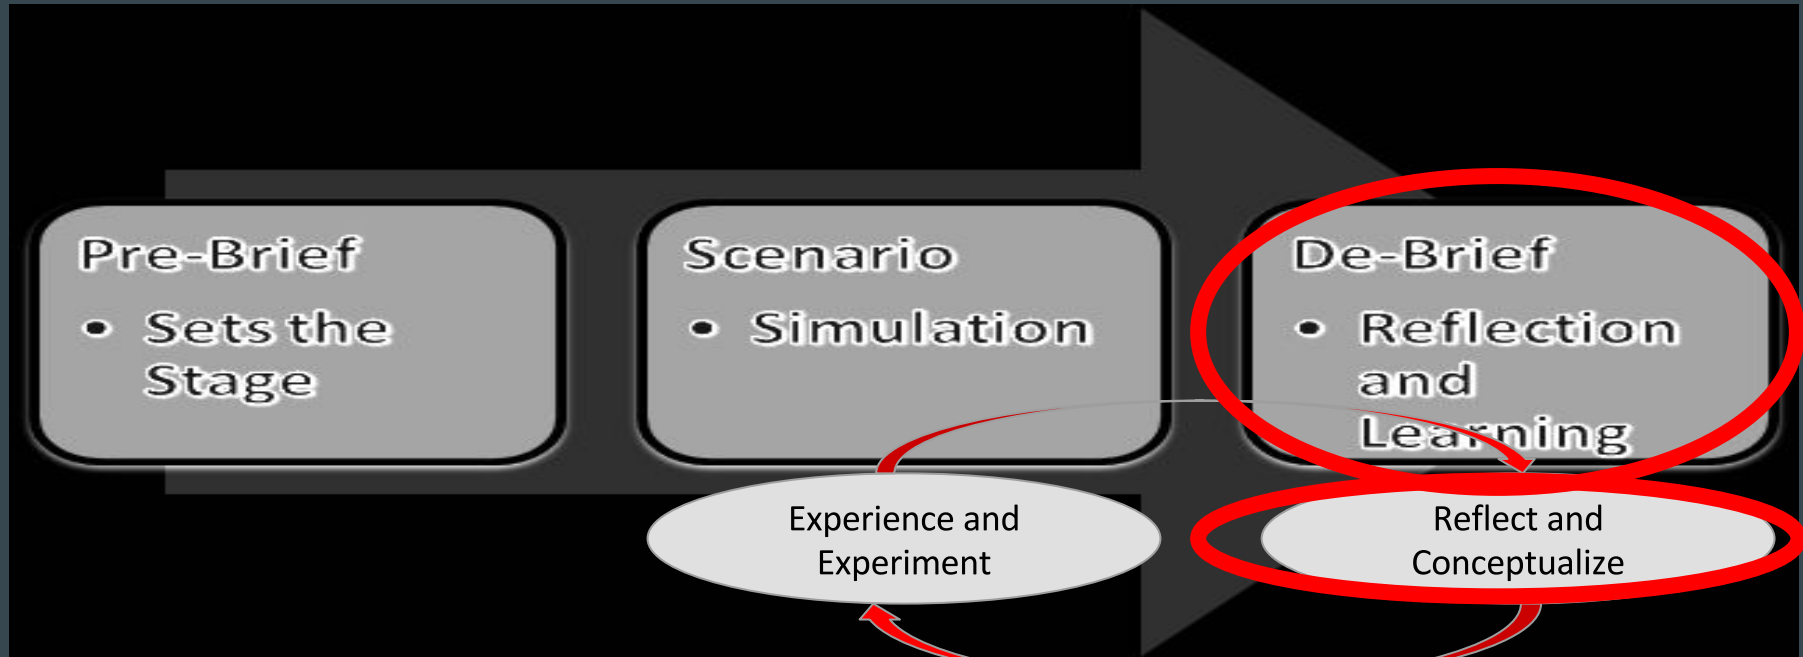 Pre-Brief
• Sets the
Stage
Scenario
• Simulation
De-Brief
• Reflection
and
Learning
Experience and
Experiment
Reflect and
Conceptualize